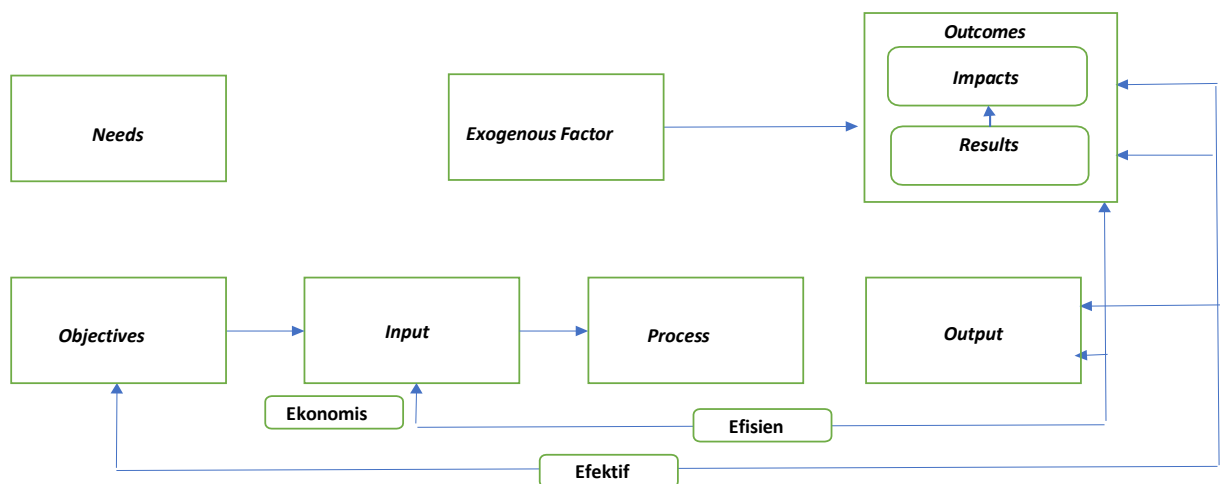 Outcomes
Impacts
Needs
Exogenous Factor
Results
Objectives
Input
Process
Output
Ekonomis
Efisien
Efektif